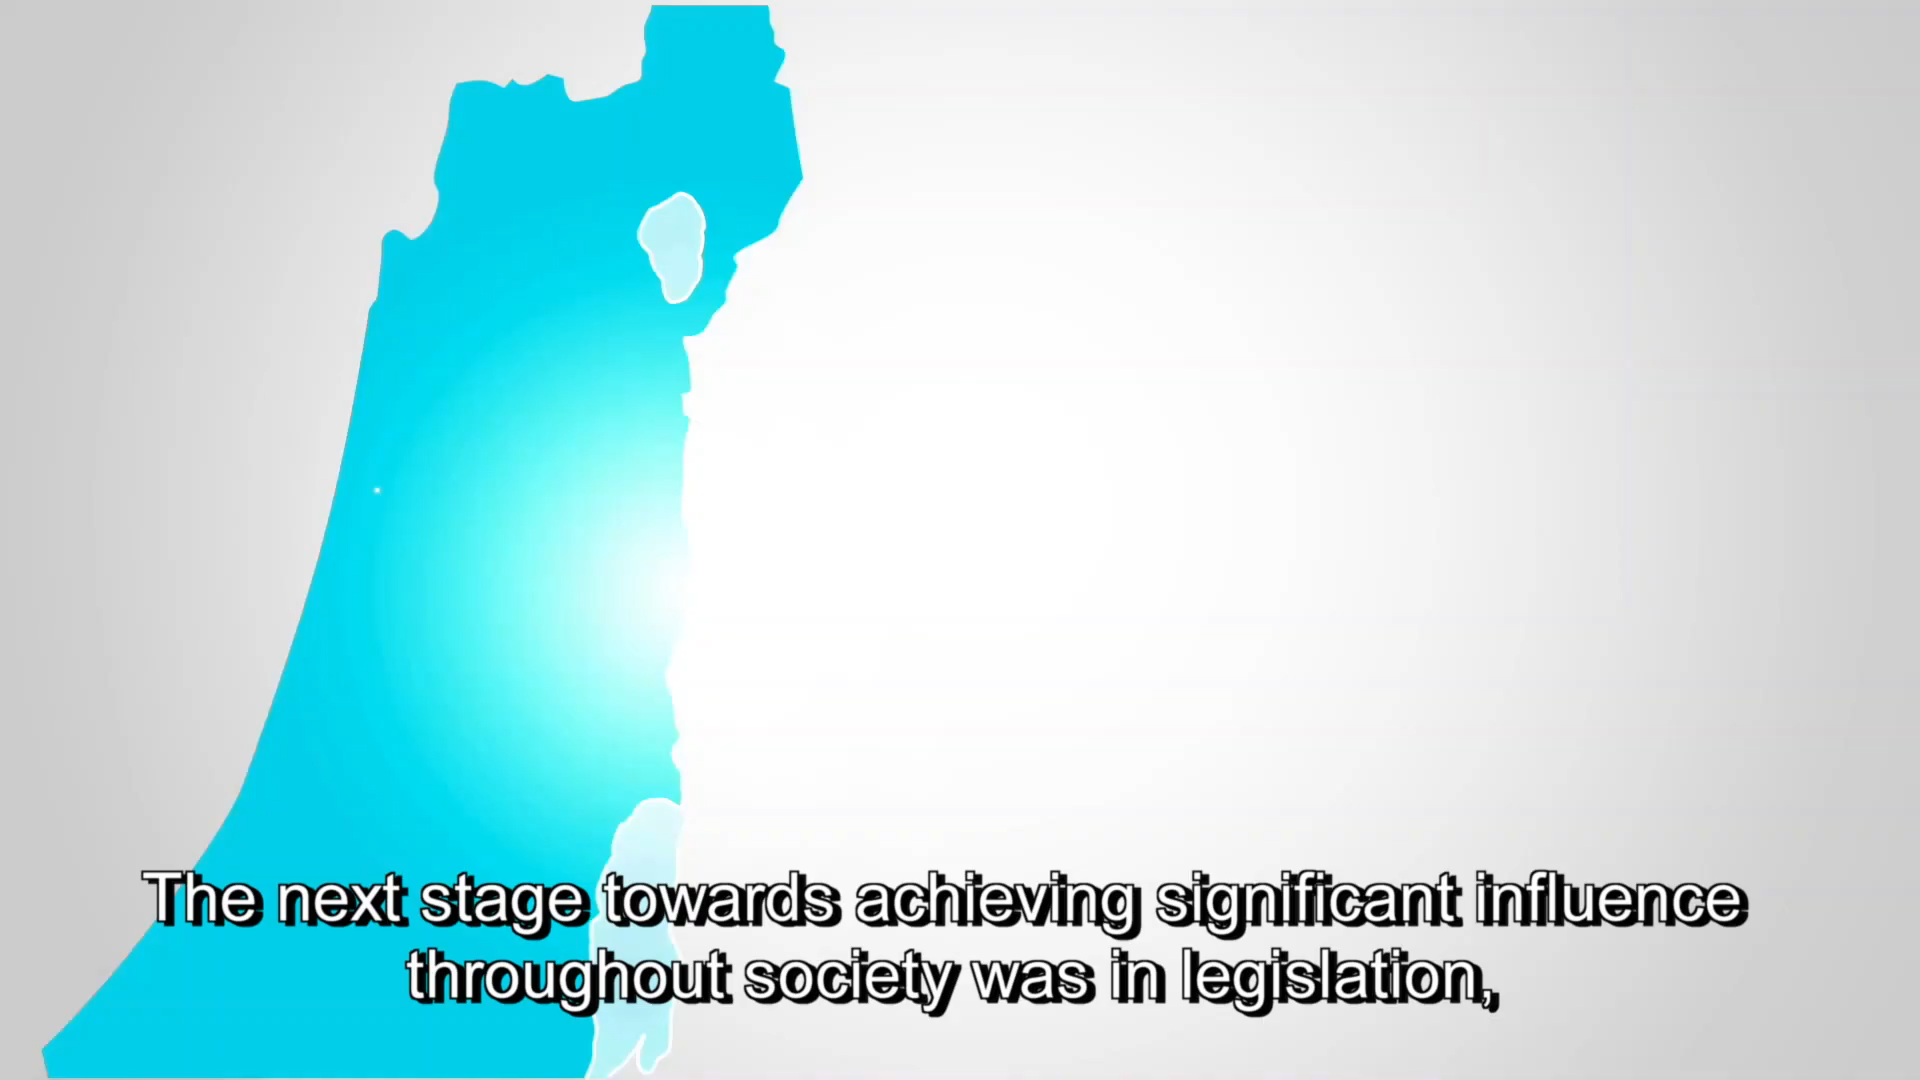 The next stage towards achieving significant influence
throughout society was in legislation,